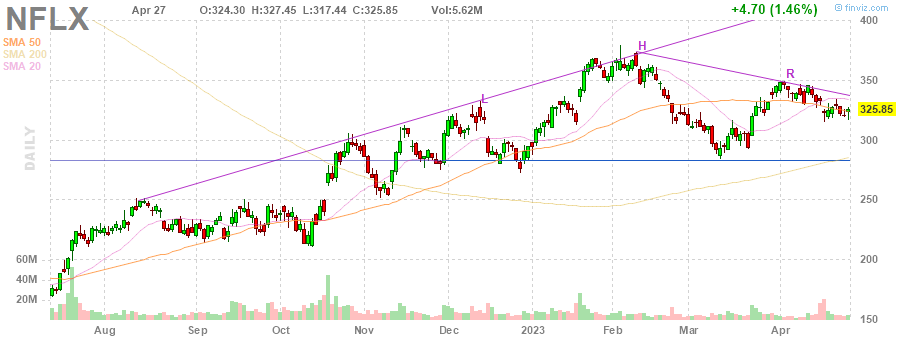 NFLX
Apr 27 O:324.30 H:327.45 L:317.44 C:325.85 Vol:5.62M +4.70 (1.46%)
© finviz.com
SMA 50
SMA 200
SMA 20
DAILY
L
H
R
400
350
325.85
300
250
200
150
60M
40M
20M
Aug Sep Oct Nov Dec 2023 Feb Mar Apr